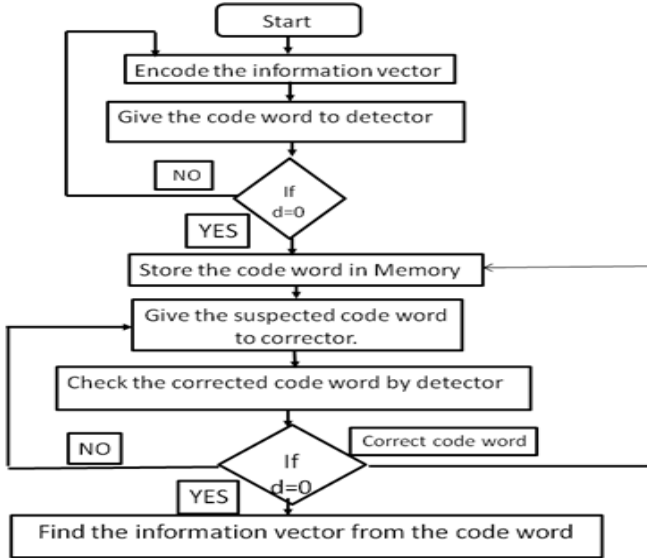 Start
Encode the information vector
Give the code word to detector
NO
If
d=0
YES
Store the code word in Memory
Give the suspected code word
to corrector.
Check the corrected code word by detector
Correct code word
NO
If
d=0
YES
Find the information vector from the code word